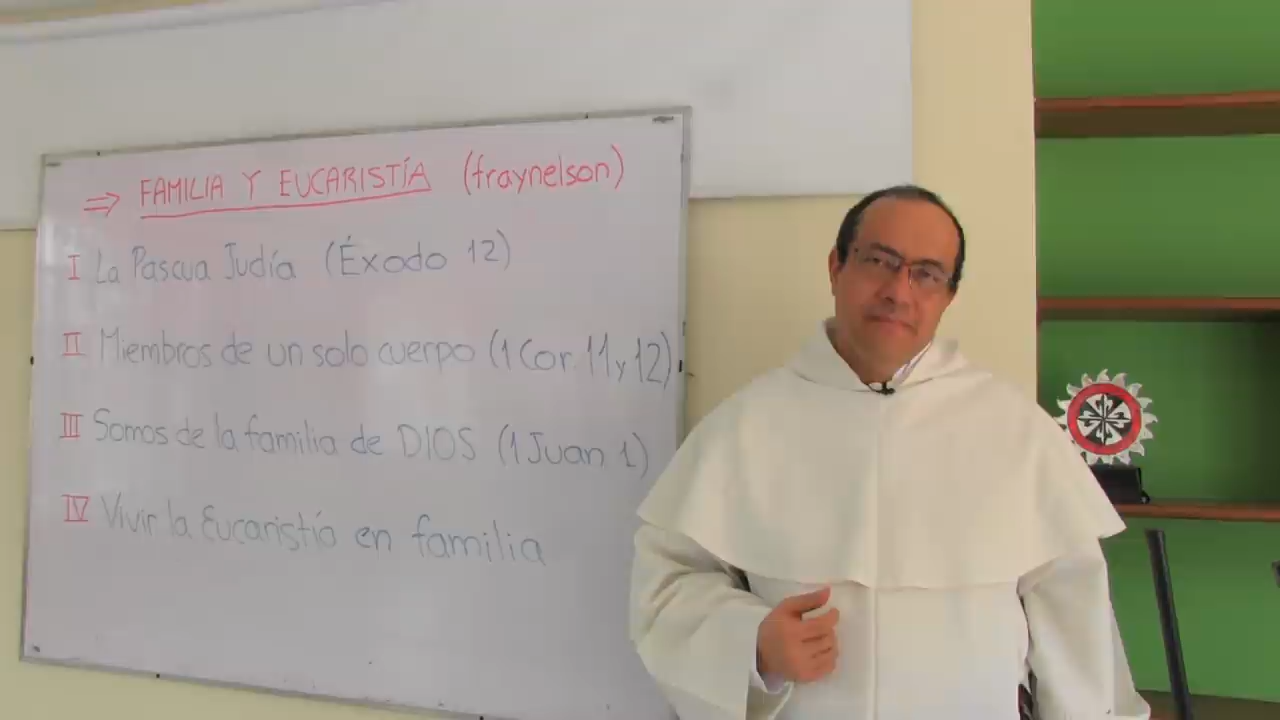 ⇒ FAMILIA Y EUCARISTÍA (fraynelson)
I La Pascua Judía (Éxodo 12)
II Miembros de un solo cuerpo (1 Cor. 11 y 12)
III Somos de la familia de DIOS (1 Juan 1)
IV Vivir la Eucaristía en familia